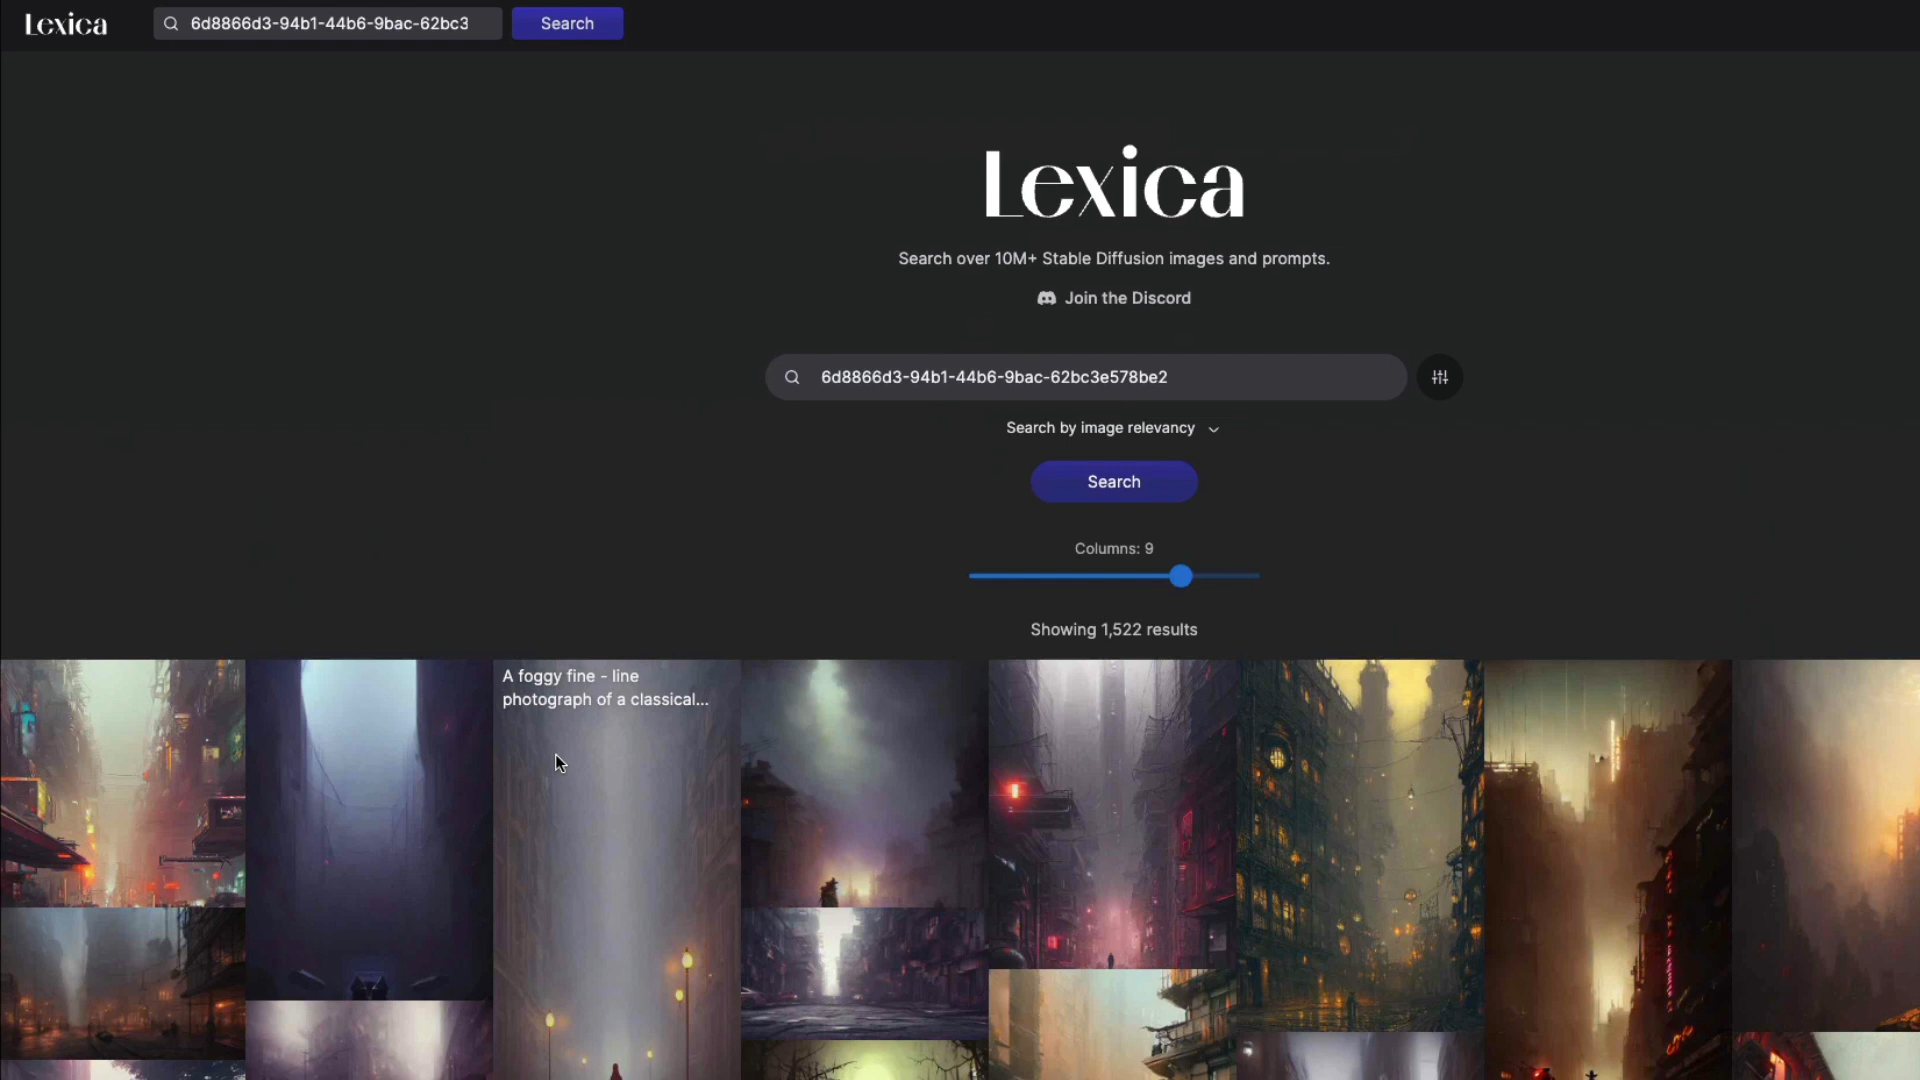 Lexica
6d8866d3-94b1-44b6-9bac-62bc3
Search
Lexica
Search over 10M+ Stable Diffusion images and prompts.
Join the Discord
6d8866d3-94b1-44b6-9bac-62bc3e578be2
Search by image relevancy
Search
Columns: 9
Showing 1,522 results
A foggy fine - line
photograph of a classical...